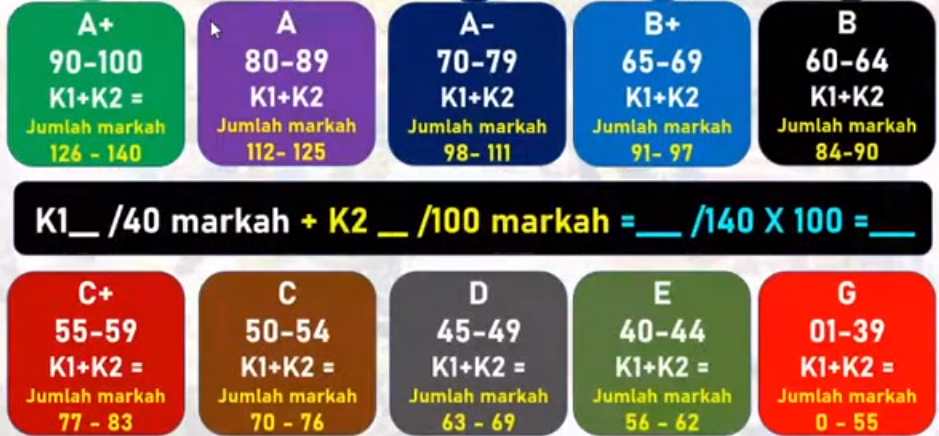 A+
90-100
K1+K2 =
Jumlah markah
126 - 140
A
80-89
K1+K2
Jumlah markah
112- 125
A-
70-79
K1+K2
Jumlah markah
98- 111
B+
65-69
K1+K2
Jumlah markah
91- 97
B
60-64
K1+K2
Jumlah markah
84-90
K1__ /40 markah + K2 __ /100 markah =___ /140 X 100 =___
C+
55-59
K1+K2 =
Jumlah markah
77 - 83
C
50-54
K1+K2 =
Jumlah markah
70 - 76
D
45-49
K1+K2 =
Jumlah markah
63 - 69
E
40-44
K1+K2 =
Jumlah markah
56 - 62
G
01-39
K1+K2 =
Jumlah markah
0 - 55